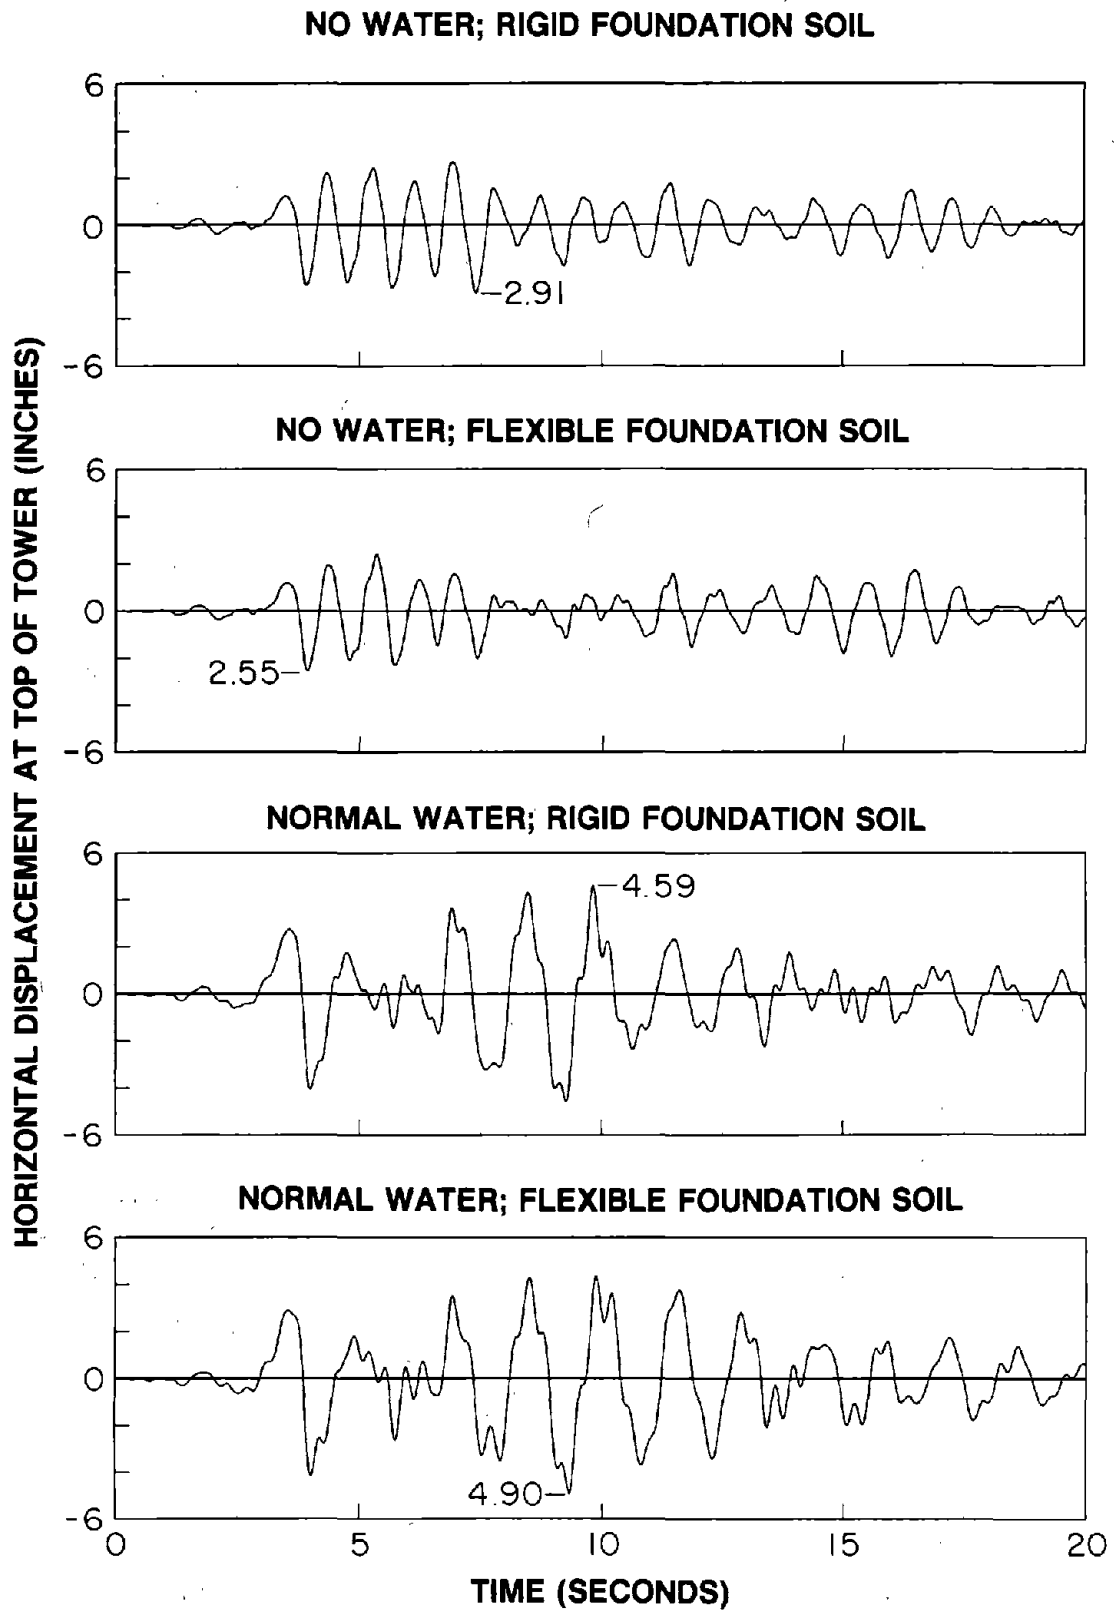 NO WATER; RIGID FOUNDATION SOIL
6
0
-6
2.91
NO WATER; FLEXIBLE FOUNDATION SOIL
6
0
-6
2.55
NORMAL WATER; RIGID FOUNDATION SOIL
6
0
-6
4.59
NORMAL WATER; FLEXIBLE FOUNDATION SOIL
6
0
-6
4.90
0 5 10 15 20
TIME (SECONDS)
HORIZONTAL DISPLACEMENT AT TOP OF TOWER (INCHES)